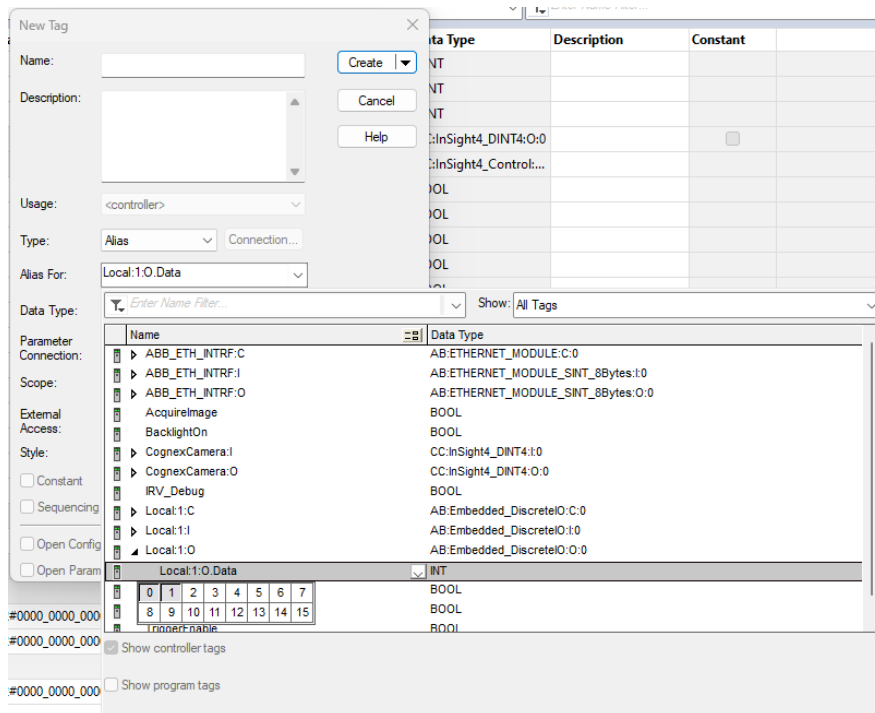 New Tag
Name:
Create
Description:
Cancel
Help
Usage:
<controller>
Type:
Alias
Connection...
Alias For:
Local:1:O.Data
Data Type:
Enter Name Filter...
Show:
All Tags
Parameter
Connection:
Scope:
External
Access:
Style:
Constant
Sequencing
Open Config
Open Param
Name Data Type
ABB_ETH_INTRF:C AB:ETHERNET_MODULE:C:0
ABB_ETH_INTRF:I AB:ETHERNET_MODULE_SINT_8Bytes:I:0
ABB_ETH_INTRF:O AB:ETHERNET_MODULE_SINT_8Bytes:O:0
AcquireImage BOOL
BacklightOn BOOL
CognexCamera:I CC:InSight4_DINT4:I:0
CognexCamera:O CC:InSight4_DINT4:O:0
IRV_Debug BOOL
Local:1:C AB:Embedded_DiscreteIO:C:0
Local:1:I AB:Embedded_DiscreteIO:I:0
Local:1:O AB:Embedded_DiscreteIO:O:0
Local:1:O.Data INT
0 1 2 3 4 5 6 7
BOOL
8 9 10 11 12 13 14 15
BOOL
TriggerEnable BOOL
Show controller tags
Show program tags
Enter Name Filter...
ata Type Description Constant
NT
NT
NT
C:InSight4_DINT4:O:0
C:InSight4_Control:...
OOL
OOL
OOL
OOL
#0000_0000_000
#0000_0000_000
#0000_0000_000